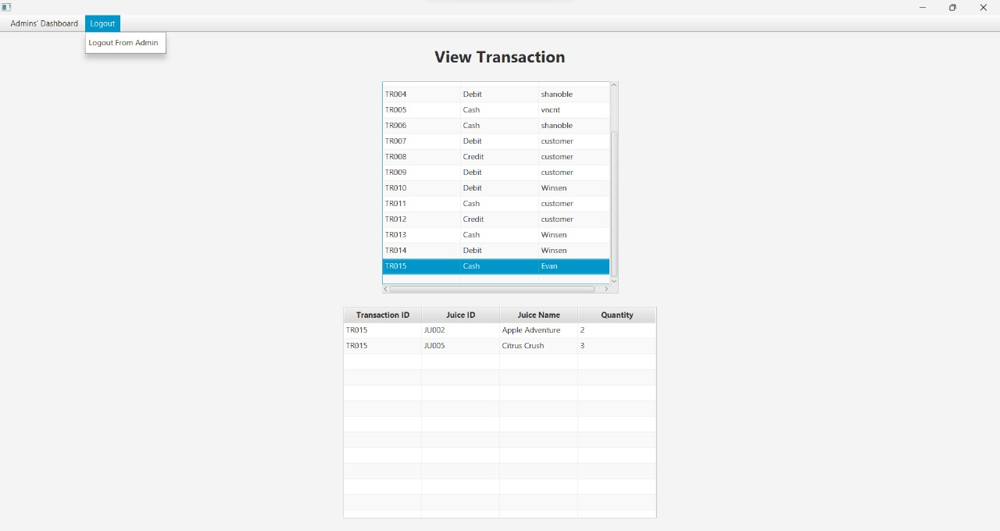 Admins' Dashboard Logout
Logout From Admin
View Transaction
TR004 Debit shanoble
TR005 Cash vncnt
TR006 Cash shanoble
TR007 Debit customer
TR008 Credit customer
TR009 Debit customer
TR010 Debit Winsen
TR011 Cash customer
TR012 Credit customer
TR013 Cash Winsen
TR014 Debit Winsen
TR015 Cash Evan
Transaction ID Juice ID Juice Name Quantity
TR015 JU002 Apple Adventure 2
TR015 JU005 Citrus Crush 3